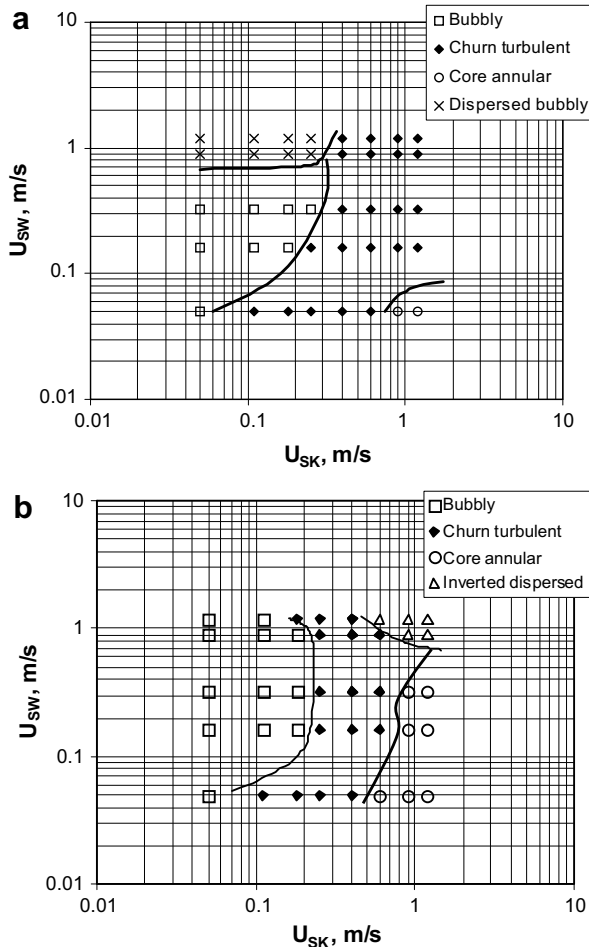 a
10
1
0.1
0.01
U_SW, m/s
0.01 0.1 1 10
U_SK, m/s
Bubbly
Churn turbulent
Core annular
Dispersed bubbly
b
10
1
0.1
0.01
U_SW, m/s
0.01 0.1 1 10
U_SK, m/s
Bubbly
Churn turbulent
Core annular
Inverted dispersed